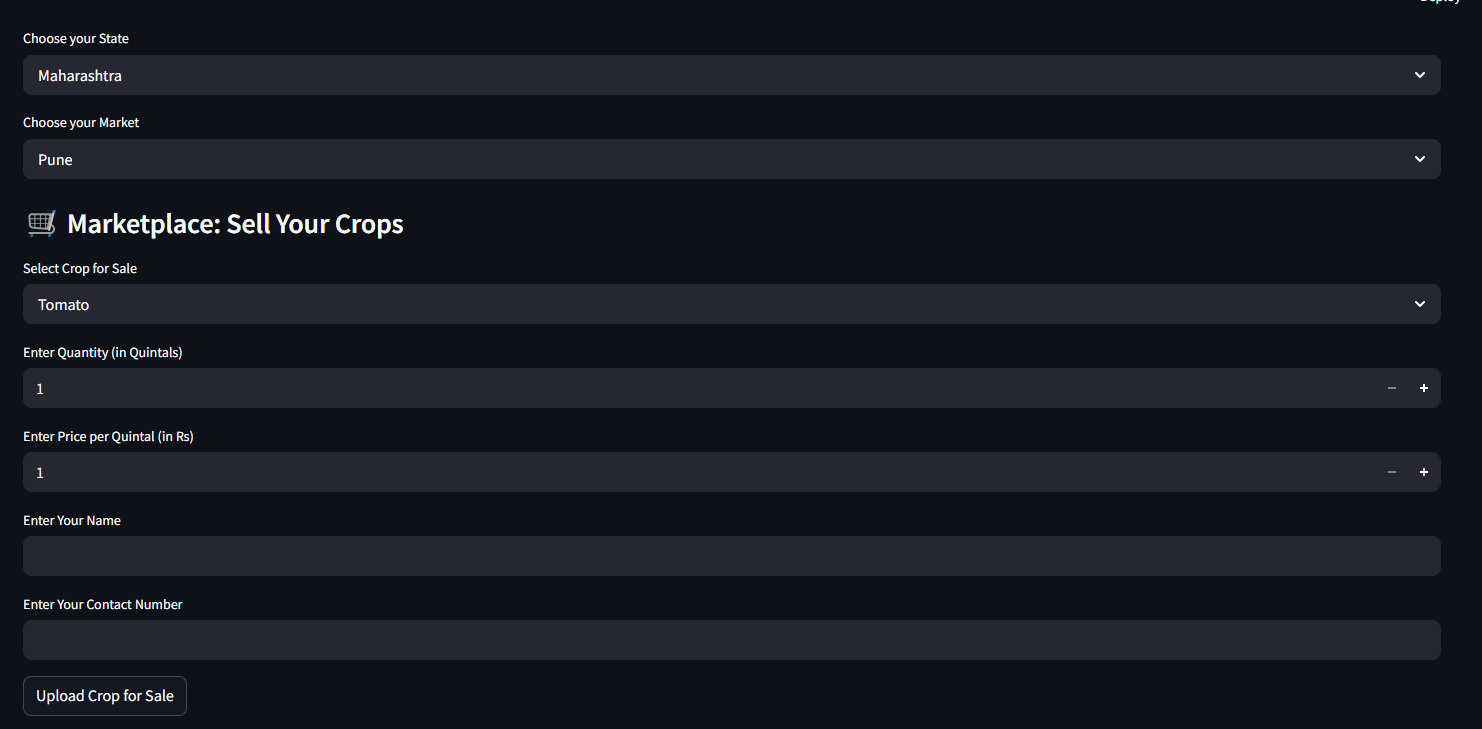 Choose your State
Maharashtra
Choose your Market
Pune
Marketplace: Sell Your Crops
Select Crop for Sale
Tomato
Enter Quantity (in Quintals)
1
Enter Price per Quintal (in Rs)
1
Enter Your Name
Enter Your Contact Number
Upload Crop for Sale